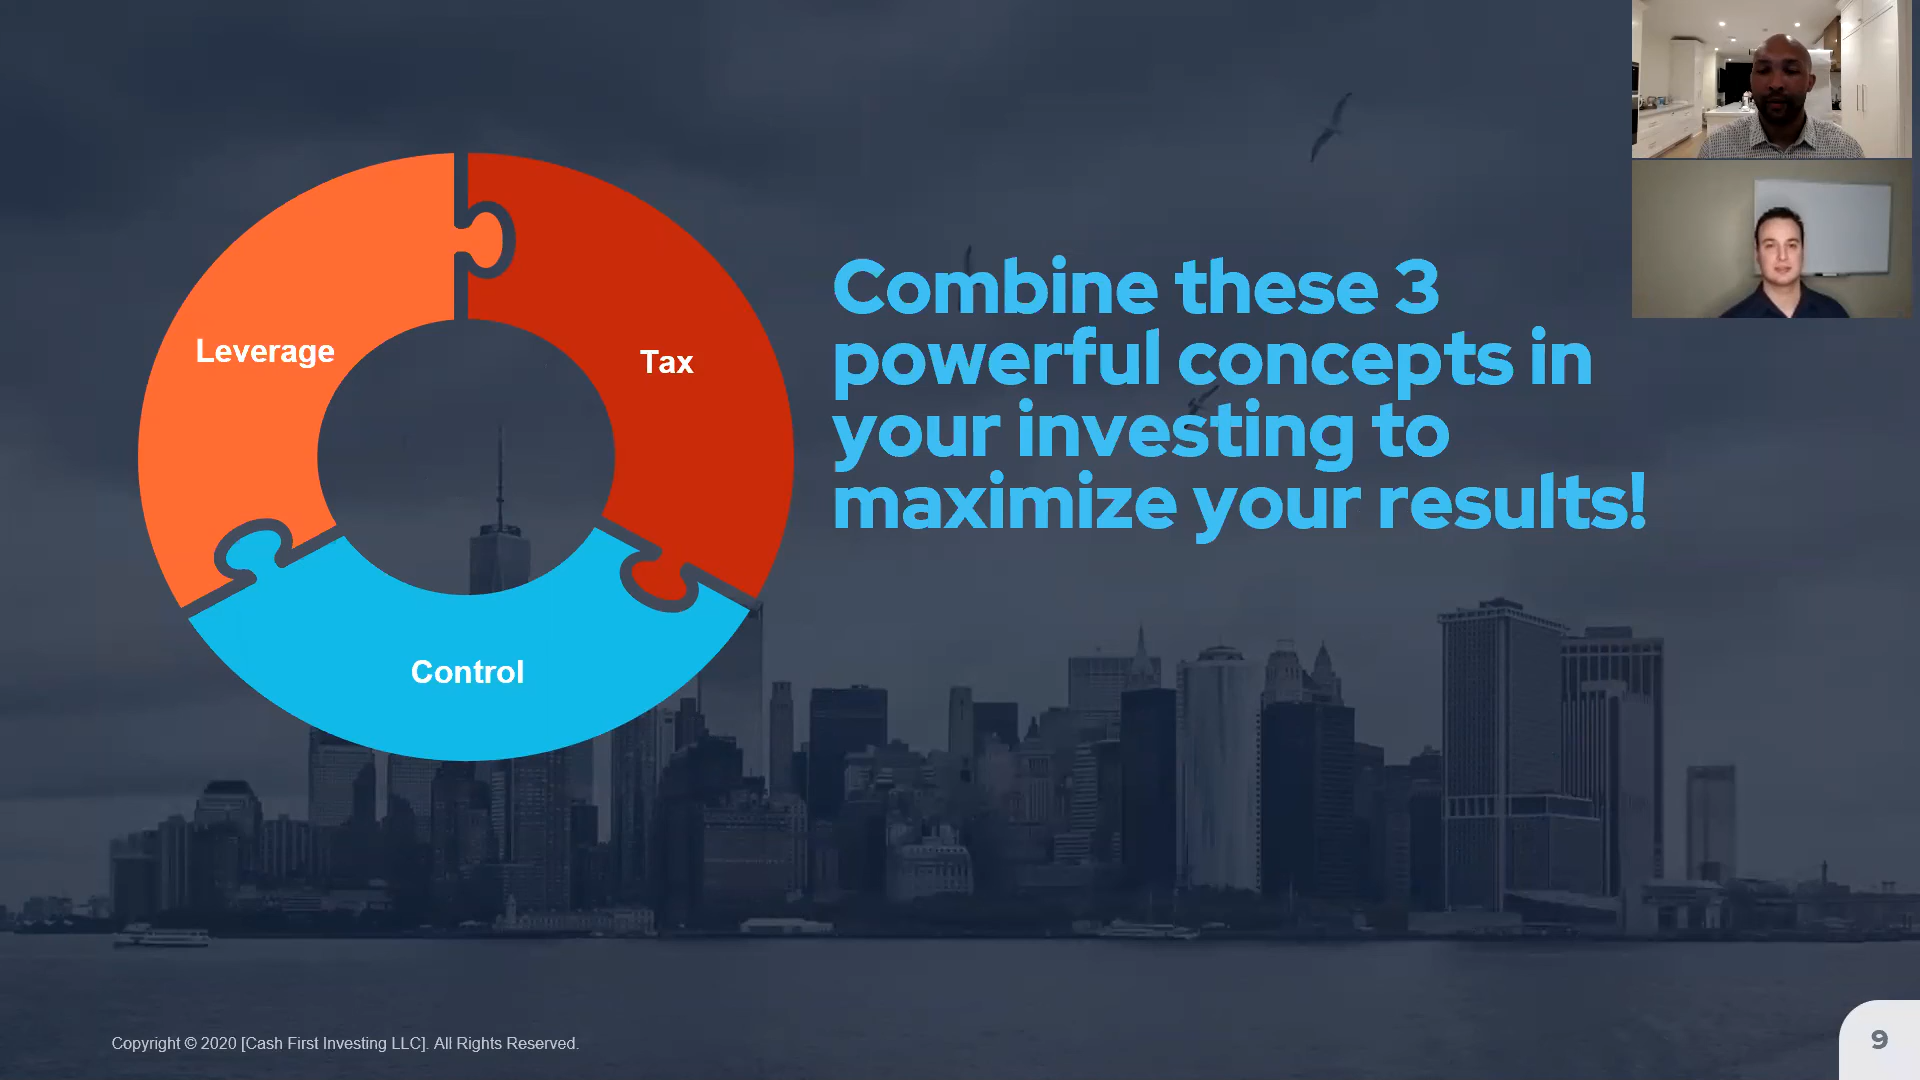 Leverage
Tax
Control
Combine these 3
powerful concepts in
your investing to
maximize your results!
Copyright © 2020 [Cash First Investing LLC]. All Rights Reserved.
9